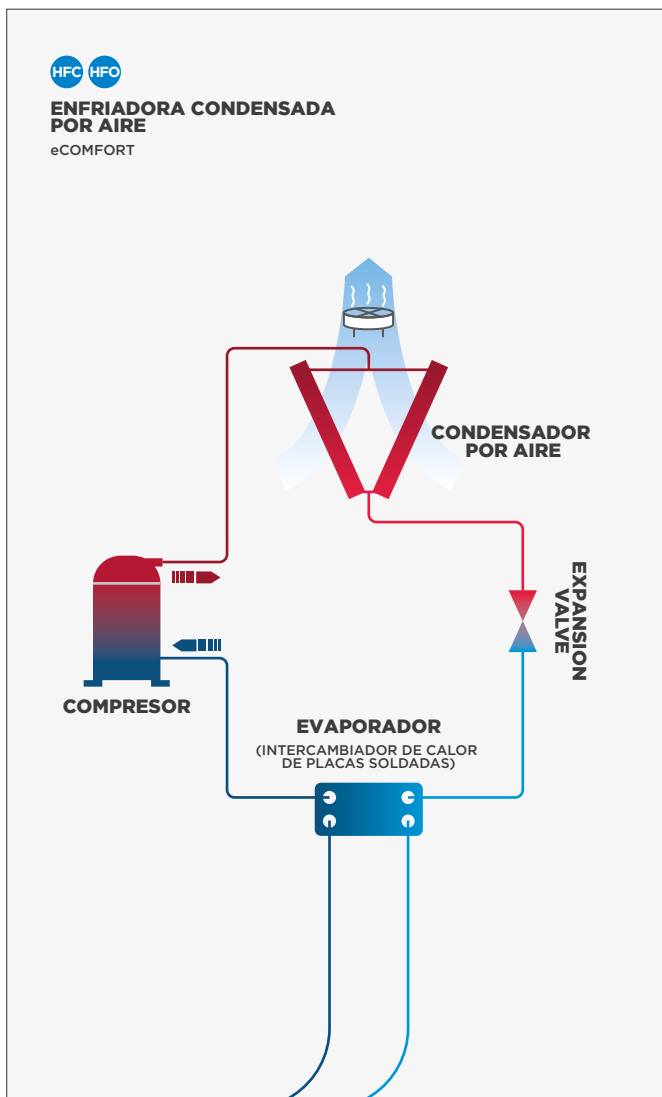 HFC HFO
ENFRIADORA CONDENSADA
POR AIRE
eCOMFORT
CONDENSADOR
POR AIRE
EXPANSION
VALVE
COMPRESOR
EVAPORADOR
(INTERCAMBIADOR DE CALOR
DE PLACAS SOLDADAS)